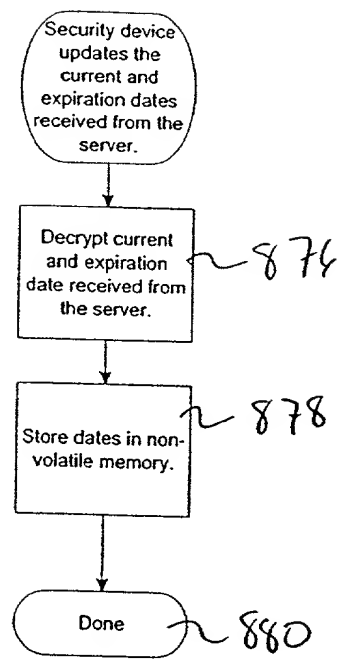 Security device
updates the
current and
expiration dates
received from the
server.
Decrypt current
and expiration
date received from
the server.
876
Store dates in non-
volatile memory.
878
Done
880